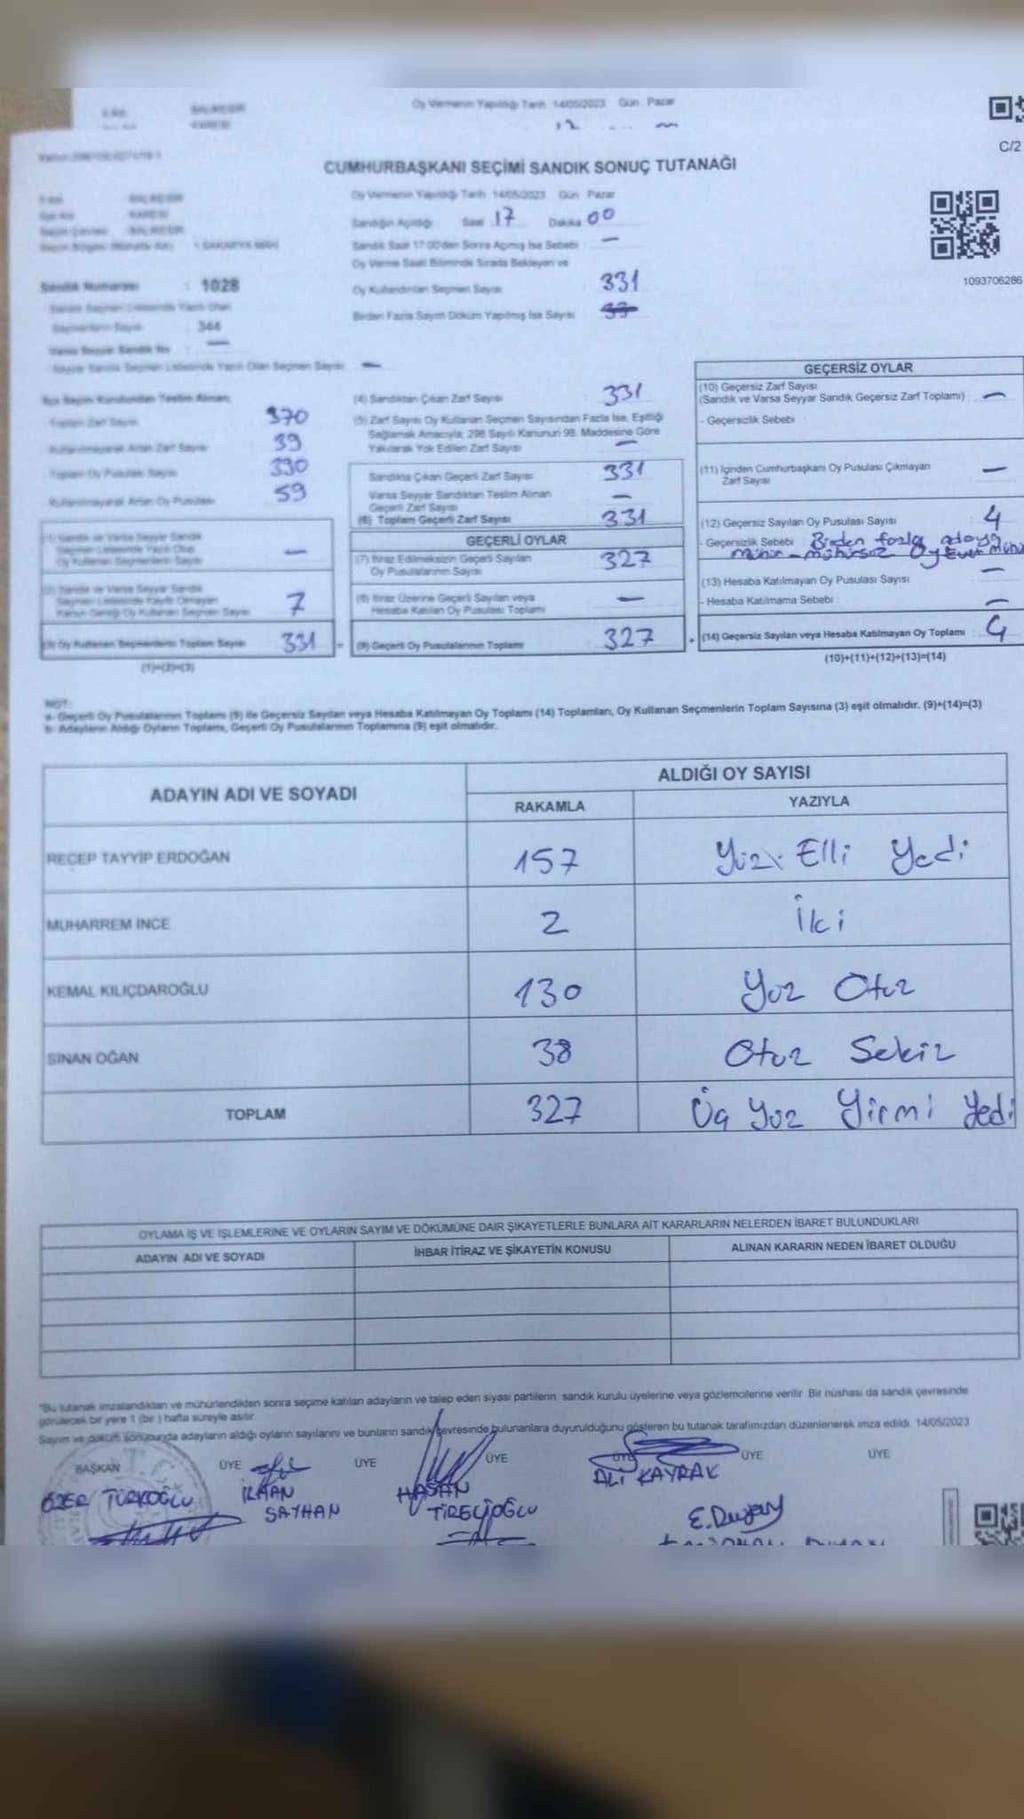 Oy Vermenin Yapıldığı Tarih 14/05/2023 Gün Pazar
C/2
CUMHURBAŞKANI SEÇİMİ SANDIK SONUÇ TUTANAĞI
Oy Vermenin Yapıldığı Tarih 14/05/2023 Gün Pazar
Sandığın Açıldığı Saat 17 Dakika 00
Sandık Saat 17:00'den Sonra Açılmış İse Sebebi : —
Oy Verme Saati Bitiminde Sırada Bekleyen ve
Oy Kullandırılan Seçmen Sayısı 331
Birden Fazla Sayım Döküm Yapılmış İse Sayısı
1093706286
Sandık Numarası : 1028
Sandık Seçmen Listesinde Yazılı Olan
Seçmenlerin Sayısı : 344
Varsa Seyyar Sandık No : —
Seyyar Sandık Seçmen Listesinde Yazılı Olan Seçmen Sayısı —
İlçe Seçim Kurulundan Teslim Alınan;
Toplam Zarf Sayısı 370
Kullanılmayarak Artan Zarf Sayısı 39
Toplam Oy Pusulası Sayısı 390
Kullanılmayarak Artan Oy Pusulası 59
(1) Sandık ve Varsa Seyyar Sandık
Seçmen Listesinde Yazılı Olup
Oy Kullanan Seçmenlerin Sayısı —
(2) Sandık ve Varsa Seyyar Sandık
Seçmen Listesinde Kayıtlı Olmayan
Kanun Gereği Oy Kullanan Seçmen Sayısı 7
(3) Oy Kullanan Seçmenlerin Toplam Sayısı 331
(1)+(2)=(3)
(4) Sandıktan Çıkan Zarf Sayısı 331
(5) Zarf Sayısı Oy Kullanan Seçmen Sayısından Fazla İse, Eşitliği
Sağlamak Amacıyla, 298 Sayılı Kanunun 98. Maddesine Göre
Yakılarak Yok Edilen Zarf Sayısı —
Sandıkta Çıkan Geçerli Zarf Sayısı 331
Varsa Seyyar Sandıktan Teslim Alınan
Geçerli Zarf Sayısı —
(6) Toplam Geçerli Zarf Sayısı 331
GEÇERLİ OYLAR
(7) İtiraz Edilmeksizin Geçerli Sayılan
Oy Pusulalarının Sayısı 327
(8) İtiraz Üzerine Geçerli Sayılan veya
Hesaba Katılan Oy Pusulası Toplamı —
(9) Geçerli Oy Pusulalarının Toplamı 327
GEÇERSİZ OYLAR
(10) Geçersiz Zarf Sayısı
(Sandık ve Varsa Seyyar Sandık Geçersiz Zarf Toplamı) —
- Geçersizlik Sebebi
(11) İçinden Cumhurbaşkanı Oy Pusulası Çıkmayan
Zarf Sayısı —
(12) Geçersiz Sayılan Oy Pusulası Sayısı 4
- Geçersizlik Sebebi Birden fazla adaya
mühür - mühürsüz Oy Evet Mühü
(13) Hesaba Katılmayan Oy Pusulası Sayısı —
- Hesaba Katılmama Sebebi —
(14) Geçersiz Sayılan veya Hesaba Katılmayan Oy Toplamı 4
(10)+(11)+(12)+(13)=(14)
NOT:
a- Geçerli Oy Pusulalarının Toplamı (9) ile Geçersiz Sayılan veya Hesaba Katılmayan Oy Toplamı (14) Toplamları, Oy Kullanan Seçmenlerin Toplam Sayısına (3) eşit olmalıdır. (9)+(14)=(3)
b- Adayların Aldığı Oyların Toplamı, Geçerli Oy Pusulalarının Toplamına (9) eşit olmalıdır.
ADAYIN ADI VE SOYADI
ALDIĞI OY SAYISI
RAKAMLA YAZIYLA
RECEP TAYYİP ERDOĞAN 157 Yüz Elli Yedi
MUHARREM İNCE 2 İki
KEMAL KILIÇDAROĞLU 130 Yüz Otuz
SİNAN OĞAN 38 Otuz Sekiz
TOPLAM 327 Üç Yüz Yirmi Yedi
OYLAMA İŞ VE İŞLEMLERİNE VE OYLARIN SAYIM VE DÖKÜMÜNE DAİR ŞİKAYETLERLE BUNLARA AİT KARARLARIN NELERDEN İBARET BULUNDUKLARI
ADAYIN ADI VE SOYADI İHBAR İTİRAZ VE ŞİKAYETİN KONUSU ALINAN KARARIN NEDEN İBARET OLDUĞU
"Bu tutanak imzalandıktan ve mühürlendikten sonra seçime katılan adayların ve talep eden siyasi partilerin sandık kurulu üyelerine veya gözlemcilerine verilir. Bir nüshası da sandık çevresinde
görülecek bir yere 1 (bir) hafta süreyle asılır.
Sayım ve döküm sonucunda adayların aldığı oyların sayılarını ve bunların sandık çevresinde bulunanlara duyurulduğunu gösteren bu tutanak tarafımızdan düzenlenerek imza edildi. 14/05/2023
BAŞKAN ÜYE ÜYE ÜYE ÜYE ÜYE ÜYE
ÖZER TÜRKOĞLU İLHAN SAYHAN HASAN TİRELİOĞLU ALİ KAYRAK
E.Duyan